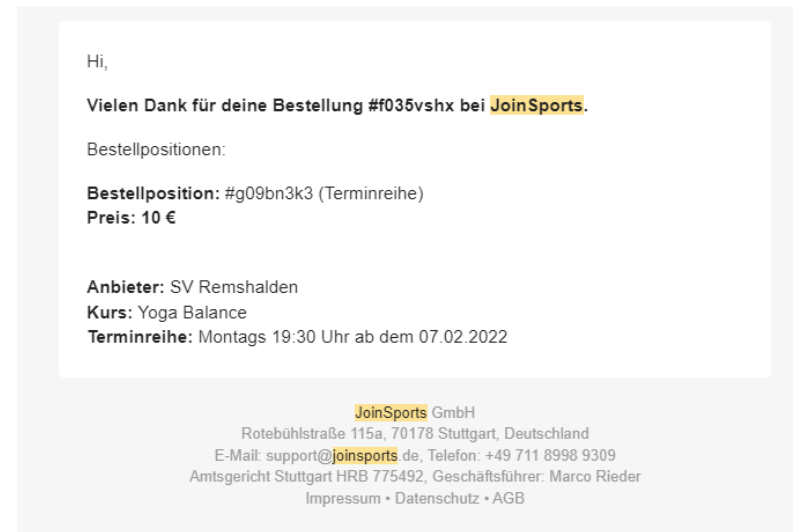 Hi,
Vielen Dank für deine Bestellung #f035vshx bei JoinSports.
Bestellpositionen:
Bestellposition: #g09bn3k3 (Terminreihe)
Preis: 10 €
Anbieter: SV Remshalden
Kurs: Yoga Balance
Terminreihe: Montags 19:30 Uhr ab dem 07.02.2022
JoinSports GmbH
Rotebühlstraße 115a, 70178 Stuttgart, Deutschland
E-Mail: support@joinsports.de, Telefon: +49 711 8998 9309
Amtsgericht Stuttgart HRB 775492, Geschäftsführer: Marco Rieder
Impressum • Datenschutz • AGB